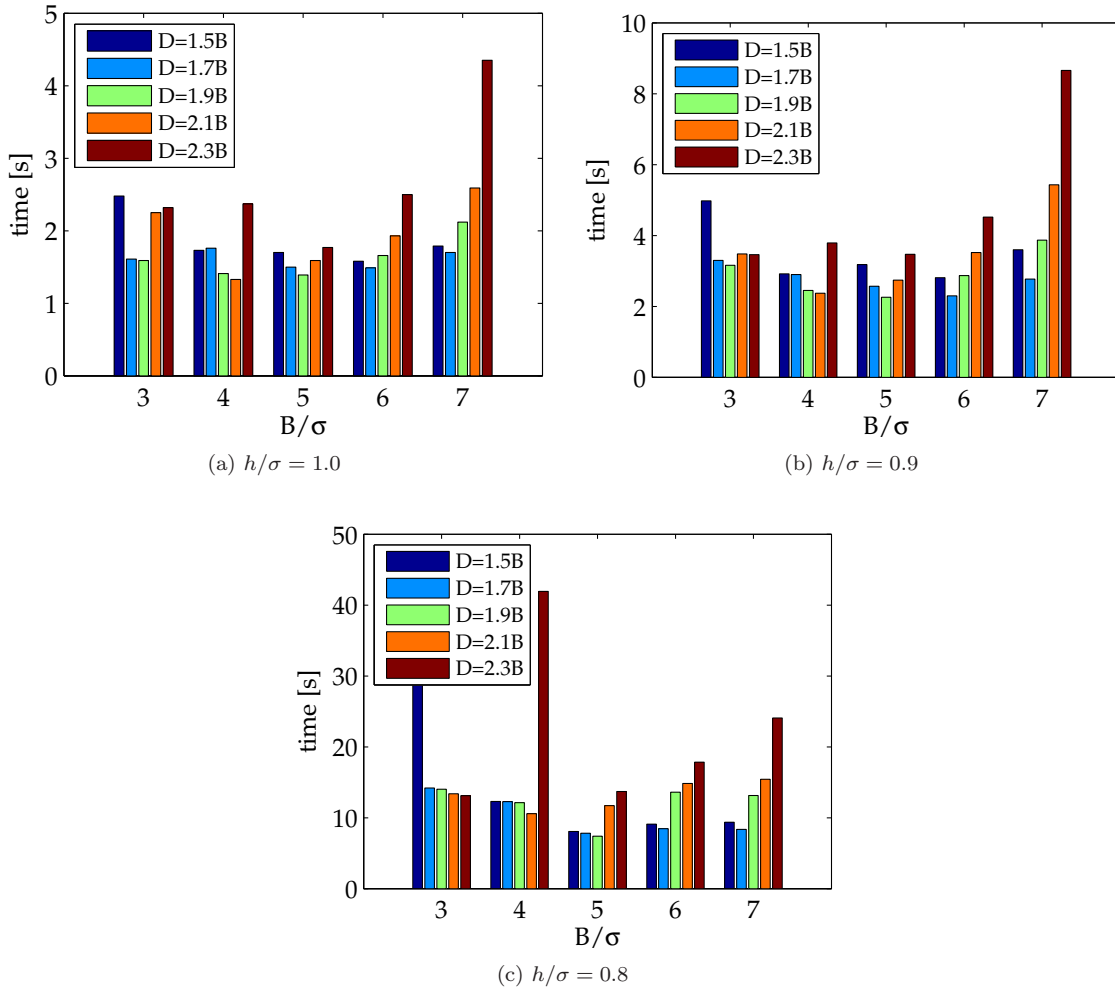 5
4
3
2
1
0
time [s]
D=1.5B
D=1.7B
D=1.9B
D=2.1B
D=2.3B
3 4 5 6 7
B/σ
(a) h/σ = 1.0
10
8
6
4
2
0
time [s]
D=1.5B
D=1.7B
D=1.9B
D=2.1B
D=2.3B
3 4 5 6 7
B/σ
(b) h/σ = 0.9
50
40
30
20
10
0
time [s]
D=1.5B
D=1.7B
D=1.9B
D=2.1B
D=2.3B
3 4 5 6 7
B/σ
(c) h/σ = 0.8